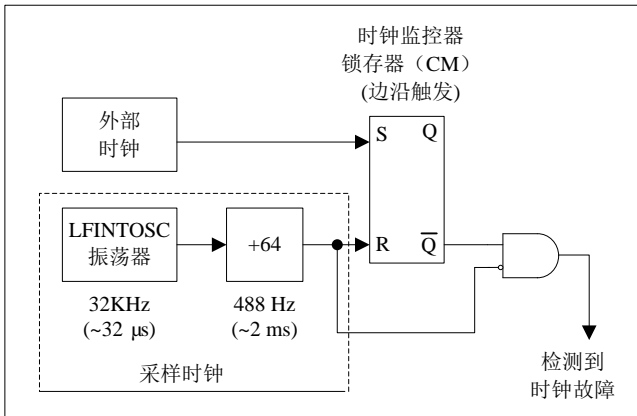 时钟监控器
锁存器（CM）
(边沿触发)
外部
时钟
S
Q
LFINTOSC
振荡器
+64
R
Q
32KHz
(~32 µs)
488 Hz
(~2 ms)
采样时钟
检测到
时钟故障